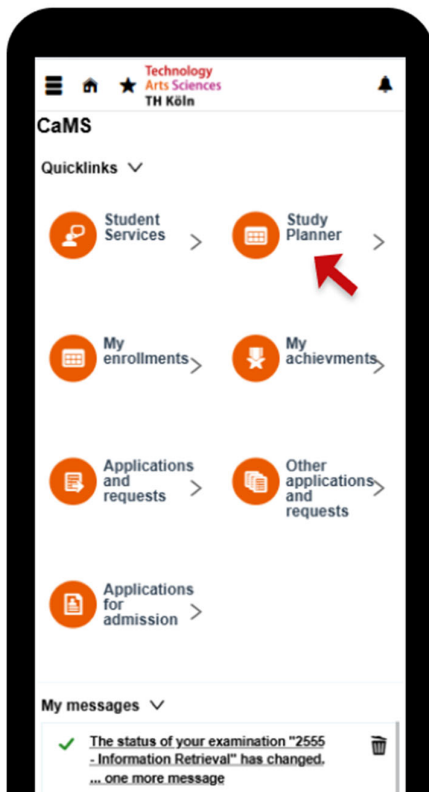 Technology
Arts Sciences
TH Köln
CaMS
Quicklinks
Student
Services
Study
Planner
My
enrollments
My
achievments
Applications
and
requests
Other
applications
and
requests
Applications
for
admission
My messages
The status of your examination "2555
- Information Retrieval" has changed.
... one more message